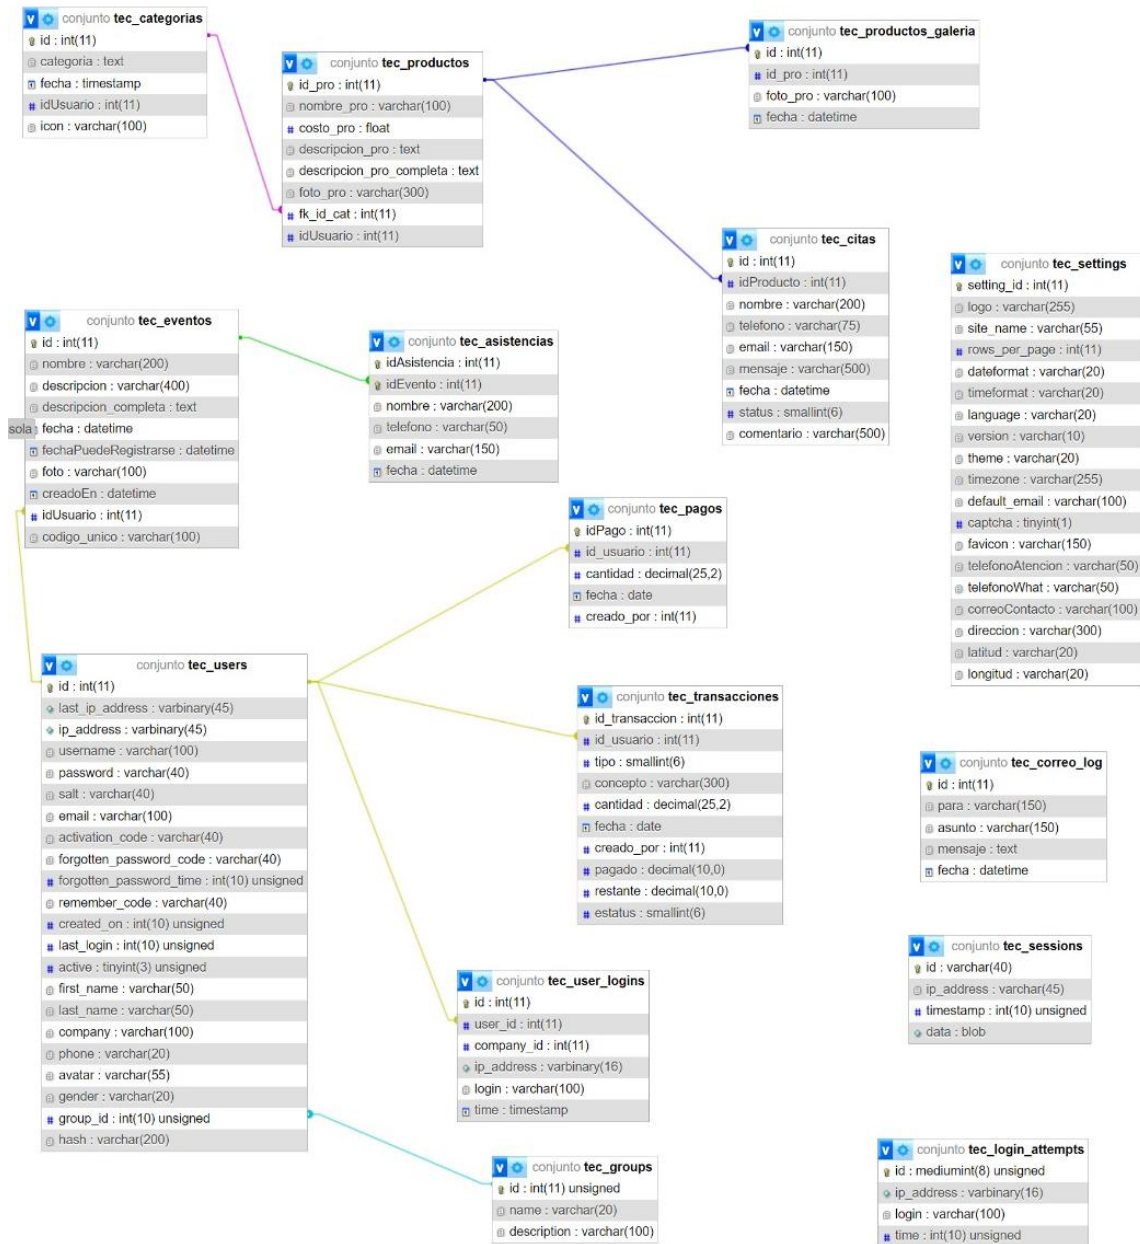 conjunto tec_categorias
id : int(11)
categoria : text
fecha : timestamp
idUsuario : int(11)
icon : varchar(100)
conjunto tec_productos
id_pro : int(11)
nombre_pro : varchar(100)
costo_pro : float
descripcion_pro : text
descripcion_pro_completa : text
foto_pro : varchar(300)
fk_id_cat : int(11)
idUsuario : int(11)
conjunto tec_productos_galeria
id : int(11)
id_pro : int(11)
foto_pro : varchar(100)
fecha : datetime
conjunto tec_citas
id : int(11)
idProducto : int(11)
nombre : varchar(200)
telefono : varchar(75)
email : varchar(150)
mensaje : varchar(500)
fecha : datetime
status : smallint(6)
comentario : varchar(500)
conjunto tec_settings
setting_id : int(11)
logo : varchar(255)
site_name : varchar(55)
rows_per_page : int(11)
dateformat : varchar(20)
timeformat : varchar(20)
language : varchar(20)
version : varchar(10)
theme : varchar(20)
timezone : varchar(255)
default_email : varchar(100)
captcha : tinyint(1)
favicon : varchar(150)
telefonoAtencion : varchar(50)
telefonoWhat : varchar(50)
correoContacto : varchar(100)
direccion : varchar(300)
latitud : varchar(20)
longitud : varchar(20)
conjunto tec_eventos
id : int(11)
nombre : varchar(200)
descripcion : varchar(400)
descripcion_completa : text
sola
fecha : datetime
fechaPuedeRegistrarse : datetime
foto : varchar(100)
creadoEn : datetime
idUsuario : int(11)
codigo_unico : varchar(100)
conjunto tec_asistencias
idAsistencia : int(11)
idEvento : int(11)
nombre : varchar(200)
telefono : varchar(50)
email : varchar(150)
fecha : datetime
conjunto tec_pagos
idPago : int(11)
id_usuario : int(11)
cantidad : decimal(25,2)
fecha : date
creado_por : int(11)
conjunto tec_users
id : int(11)
last_ip_address : varbinary(45)
ip_address : varbinary(45)
username : varchar(100)
password : varchar(40)
salt : varchar(40)
email : varchar(100)
activation_code : varchar(40)
forgotten_password_code : varchar(40)
forgotten_password_time : int(10) unsigned
remember_code : varchar(40)
created_on : int(10) unsigned
last_login : int(10) unsigned
active : tinyint(3) unsigned
first_name : varchar(50)
last_name : varchar(50)
company : varchar(100)
phone : varchar(20)
avatar : varchar(55)
gender : varchar(20)
group_id : int(10) unsigned
hash : varchar(200)
conjunto tec_transacciones
id_transaccion : int(11)
id_usuario : int(11)
tipo : smallint(6)
concepto : varchar(300)
cantidad : decimal(25,2)
fecha : date
creado_por : int(11)
pagado : decimal(10,0)
restante : decimal(10,0)
estatus : smallint(6)
conjunto tec_correo_log
id : int(11)
para : varchar(150)
asunto : varchar(150)
mensaje : text
fecha : datetime
conjunto tec_user_logins
id : int(11)
user_id : int(11)
company_id : int(11)
ip_address : varbinary(16)
login : varchar(100)
time : timestamp
conjunto tec_sessions
id : varchar(40)
ip_address : varchar(45)
timestamp : int(10) unsigned
data : blob
conjunto tec_groups
id : int(11) unsigned
name : varchar(20)
description : varchar(100)
conjunto tec_login_attempts
id : mediumint(8) unsigned
ip_address : varbinary(16)
login : varchar(100)
time : int(10) unsigned